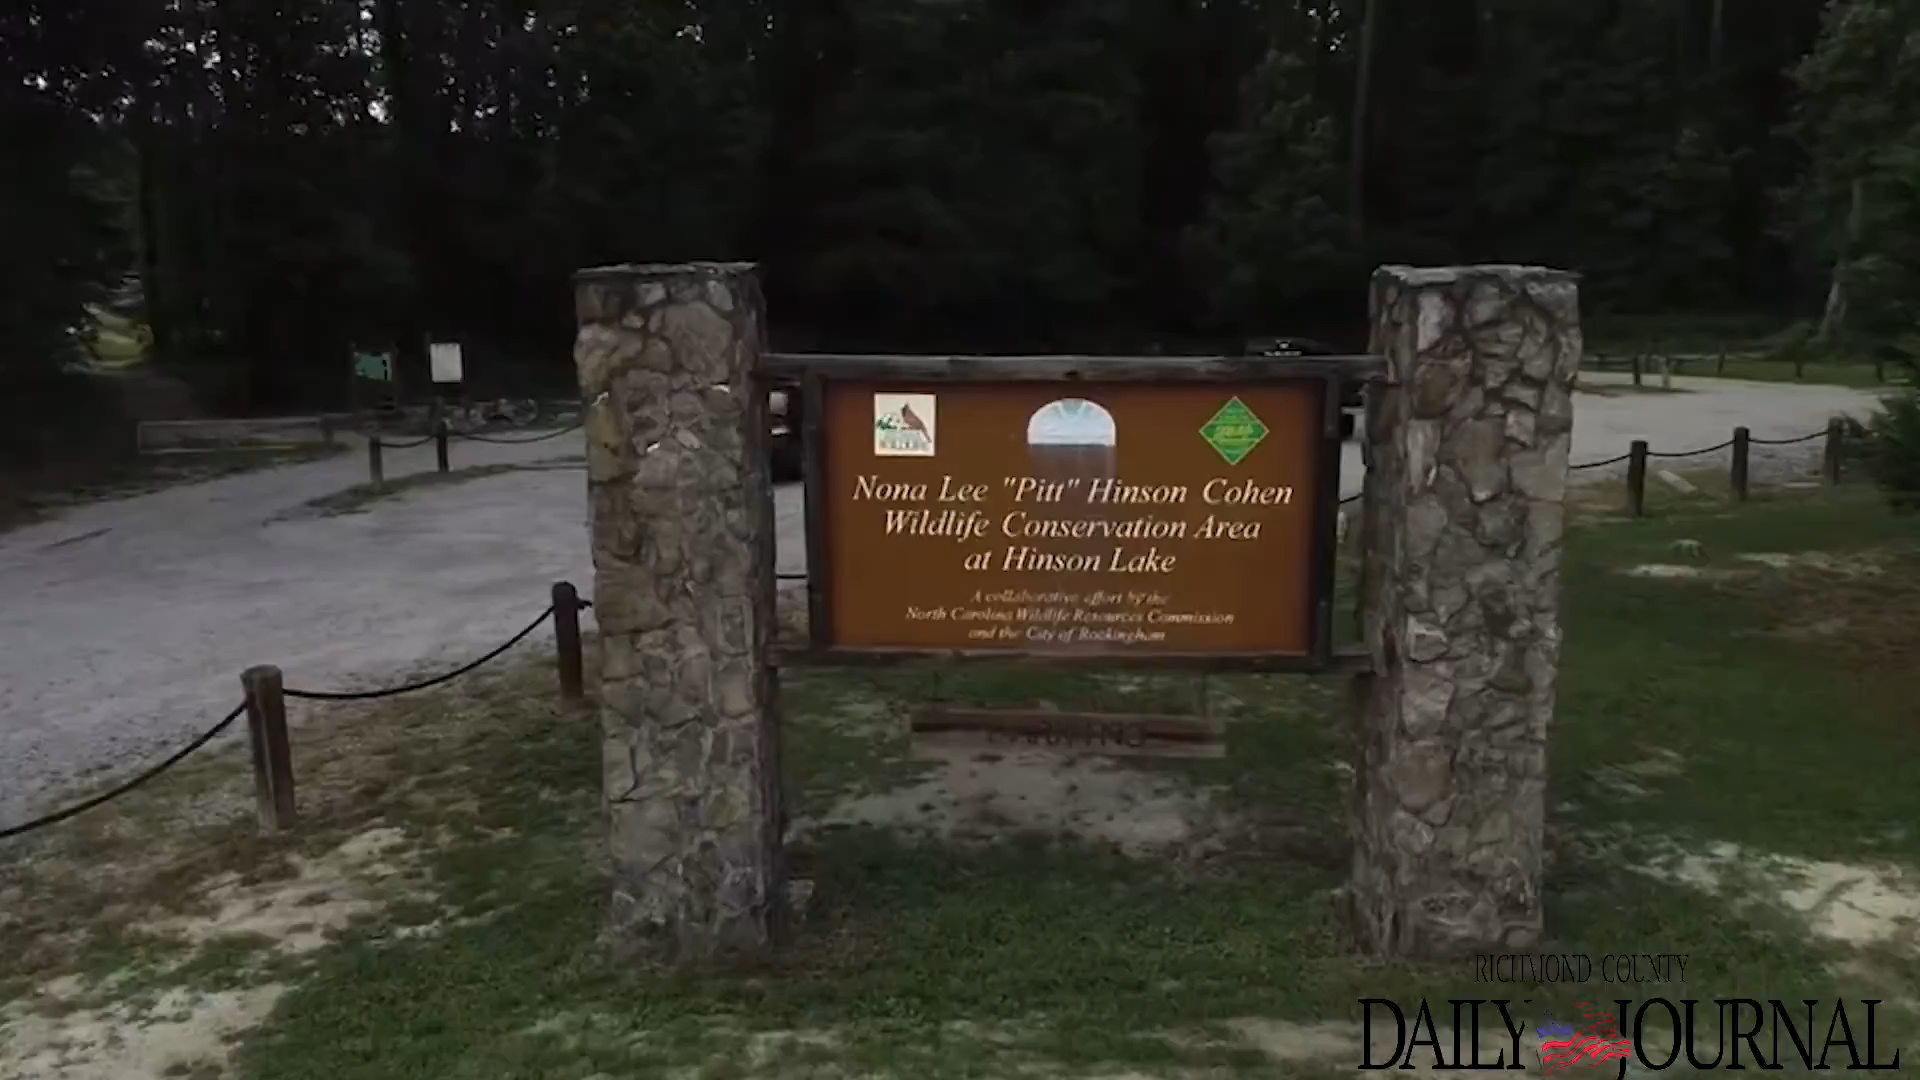 Nona Lee "Pitt" Hinson Cohen
Wildlife Conservation Area
at Hinson Lake
A collaborative effort by the
North Carolina Wildlife Resources Commission
and the City of Rockingham
RICHMOND COUNTY
DAILY JOURNAL